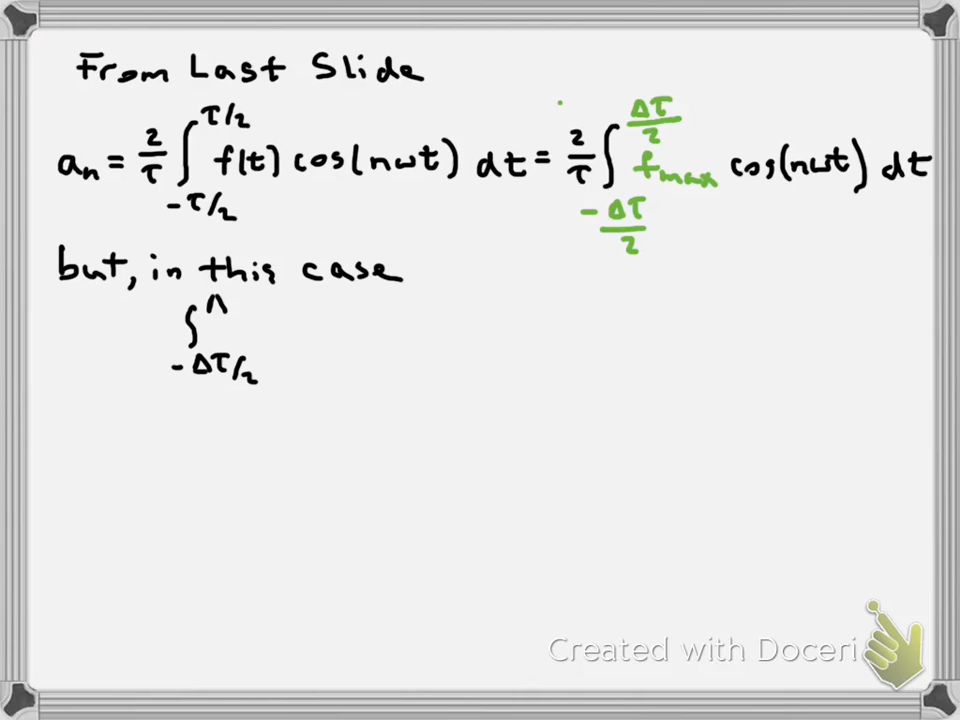 From Last Slide
aₙ = 2/τ ∫_{-τ/2}^{τ/2} f(t) cos(nωt) dt = 2/τ ∫_{-Δτ/2}^{Δτ/2} fmax cos(nωt) dt
but, in this case
∫_{-Δτ/2}
Created with Doceri